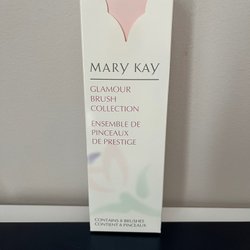 MARY KAY
GLAMOUR
BRUSH
COLLECTION
ENSEMBLE DE
PINCEAUX
DE PRESTIGE
CONTAINS 8 BRUSHES
CONTIENT 8 PINCEAUX